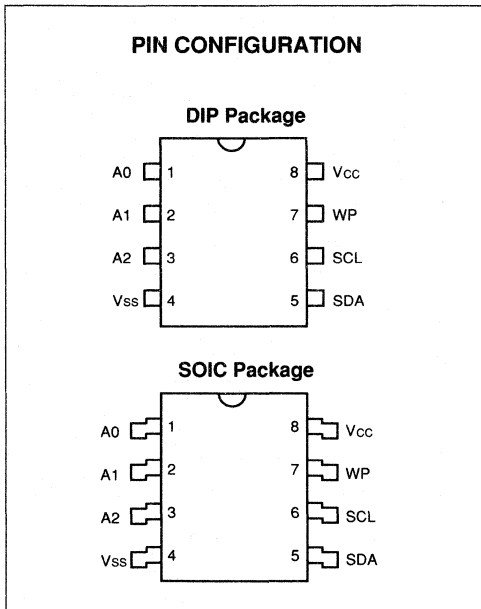 PIN CONFIGURATION
DIP Package
A0 1 8 Vcc
A1 2 7 WP
A2 3 6 SCL
Vss 4 5 SDA
SOIC Package
A0 1 8 Vcc
A1 2 7 WP
A2 3 6 SCL
Vss 4 5 SDA